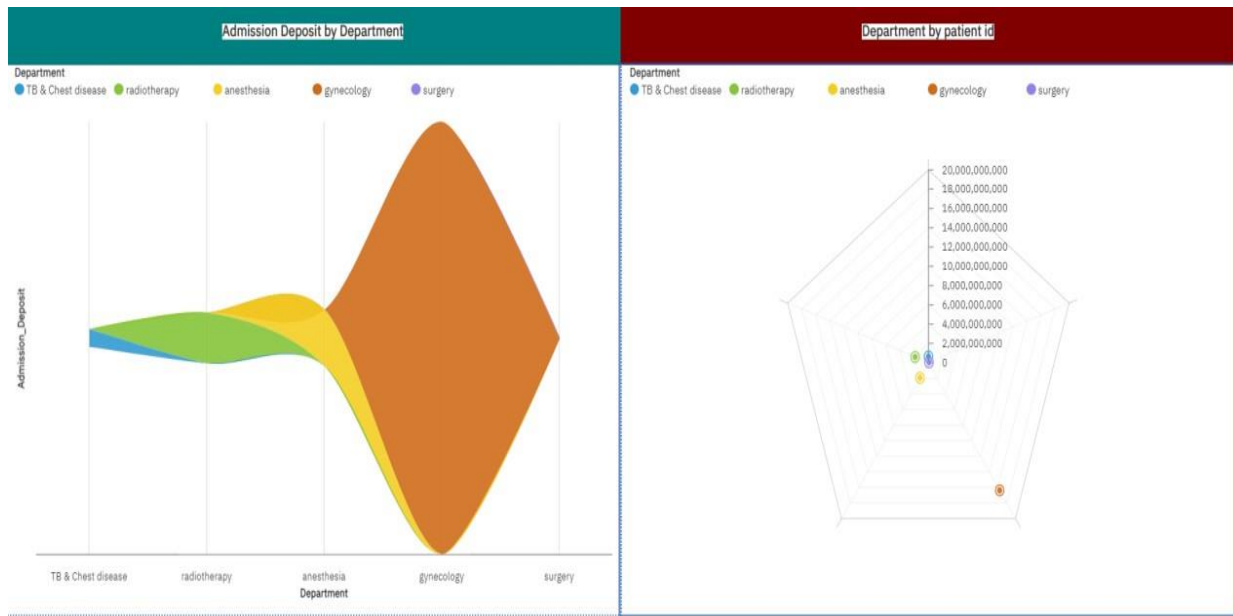 Admission Deposit by Department
Department
TB & Chest disease radiotherapy anesthesia gynecology surgery
Admission_Deposit
TB & Chest disease radiotherapy anesthesia gynecology surgery
Department
Department by patient id
Department
TB & Chest disease radiotherapy anesthesia gynecology surgery
20,000,000,000
18,000,000,000
16,000,000,000
14,000,000,000
12,000,000,000
10,000,000,000
8,000,000,000
6,000,000,000
4,000,000,000
2,000,000,000
0